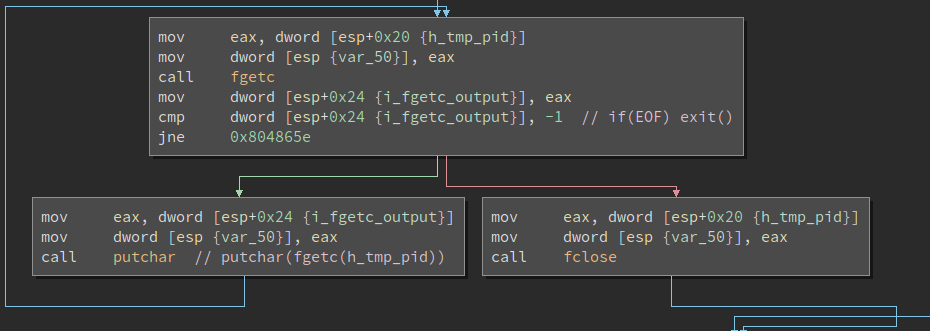 mov eax, dword [esp+0x20 {h_tmp_pid}]
mov dword [esp {var_50}], eax
call fgetc
mov dword [esp+0x24 {i_fgetc_output}], eax
cmp dword [esp+0x24 {i_fgetc_output}], -1 // if(EOF) exit()
jne 0x804865e
mov eax, dword [esp+0x24 {i_fgetc_output}]
mov dword [esp {var_50}], eax
call putchar // putchar(fgetc(h_tmp_pid))
mov eax, dword [esp+0x20 {h_tmp_pid}]
mov dword [esp {var_50}], eax
call fclose